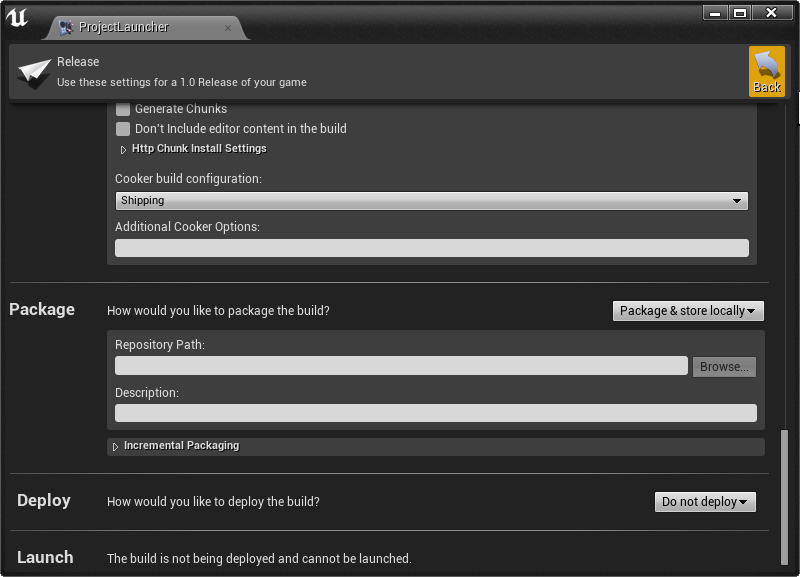 ProjectLauncher
Release
Use these settings for a 1.0 Release of your game
Back
Generate Chunks
Don't Include editor content in the build
Http Chunk Install Settings
Cooker build configuration:
Shipping
Additional Cooker Options:
Package
How would you like to package the build?
Package & store locally
Repository Path:
Browse...
Description:
Incremental Packaging
Deploy
How would you like to deploy the build?
Do not deploy
Launch
The build is not being deployed and cannot be launched.